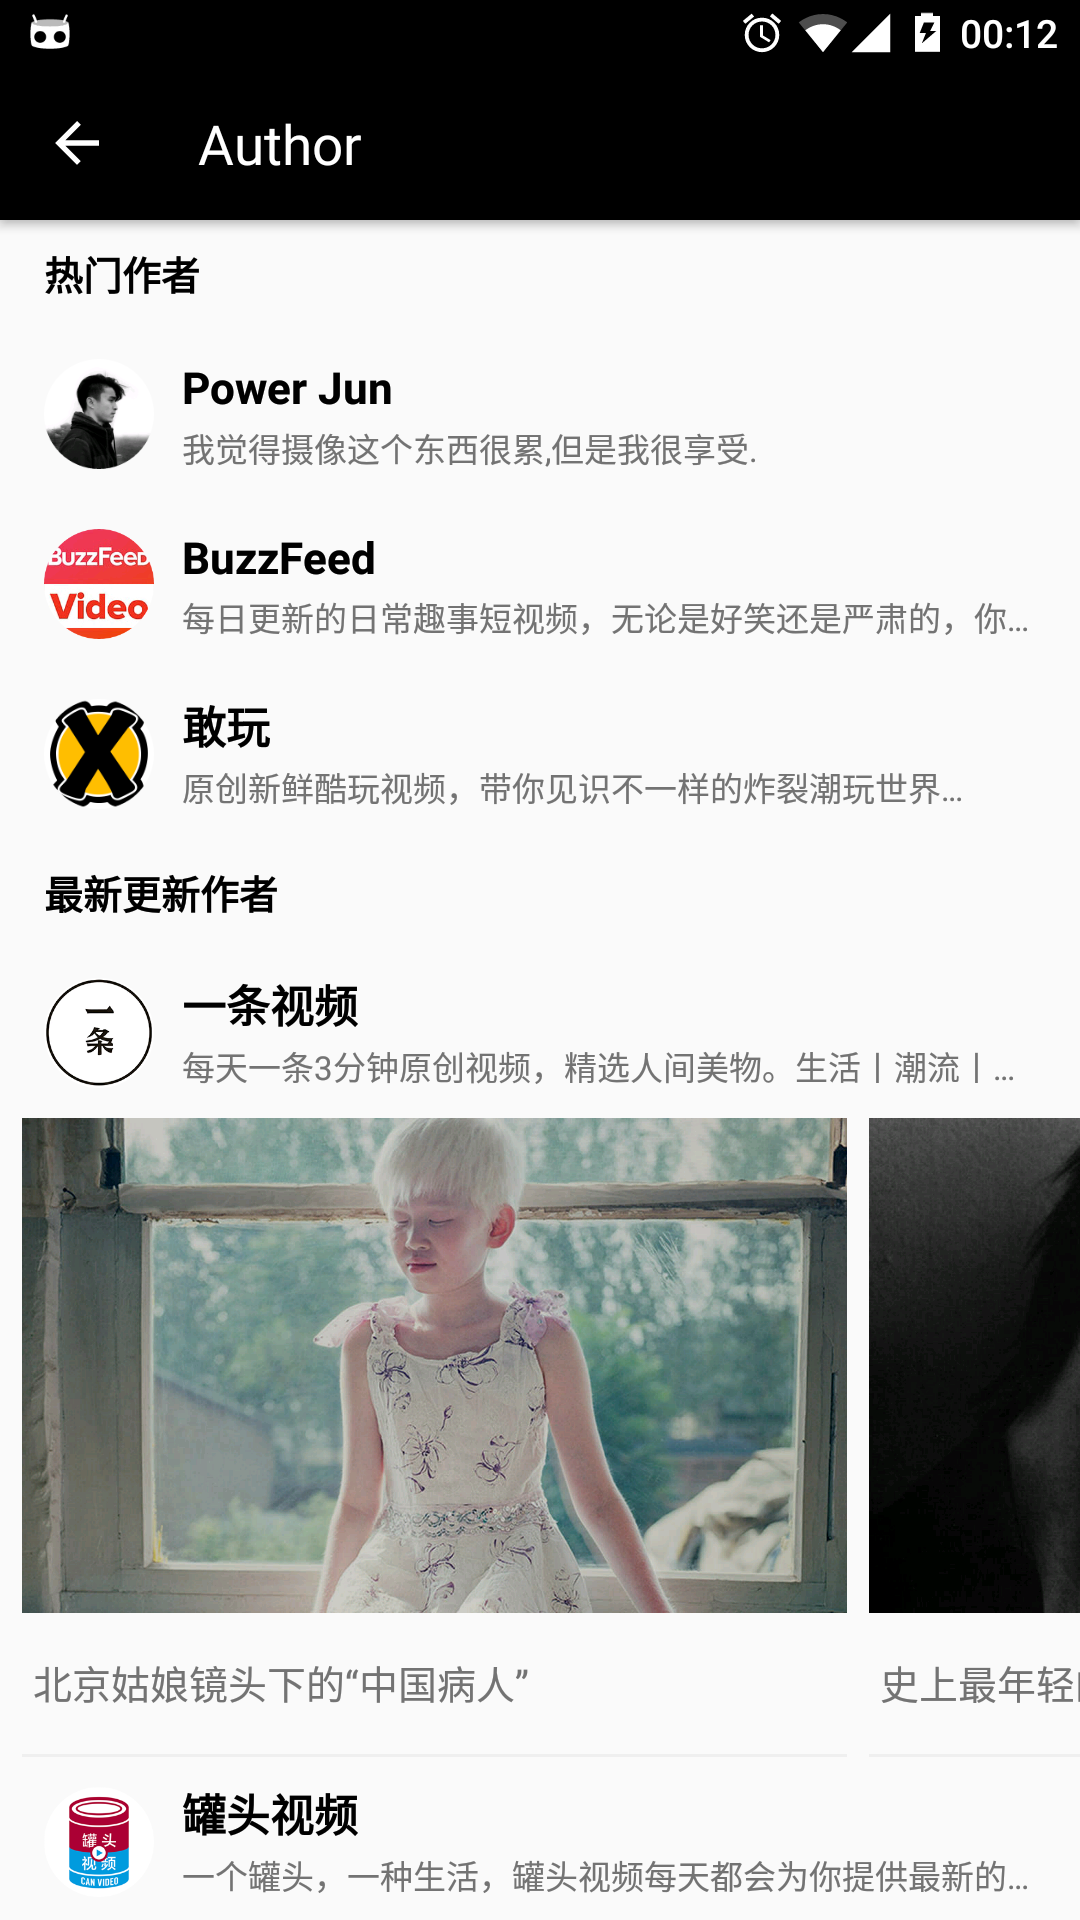 00:12
Author
热门作者
Power Jun
我觉得摄像这个东西很累,但是我很享受.
BuzzFeed
Video
BuzzFeed
每日更新的日常趣事短视频，无论是好笑还是严肃的，你...
敢玩
原创新鲜酷玩视频，带你见识不一样的炸裂潮玩世界...
最新更新作者
一条
一条视频
每天一条3分钟原创视频，精选人间美物。生活丨潮流丨...
北京姑娘镜头下的“中国病人”
史上最年轻
罐头
视频
CAN VIDEO
罐头视频
一个罐头，一种生活，罐头视频每天都会为你提供最新的...